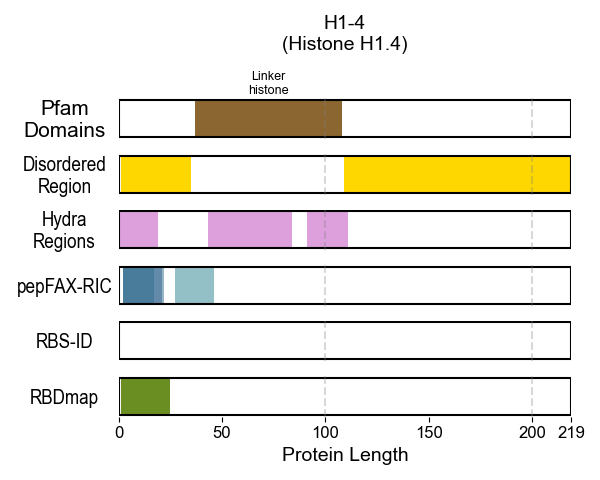 H1-4
(Histone H1.4)
Linker
histone
Pfam
Domains
Disordered
Region
Hydra
Regions
pepFAX-RIC
RBS-ID
RBDmap
0 50 100 150 200 219
Protein Length